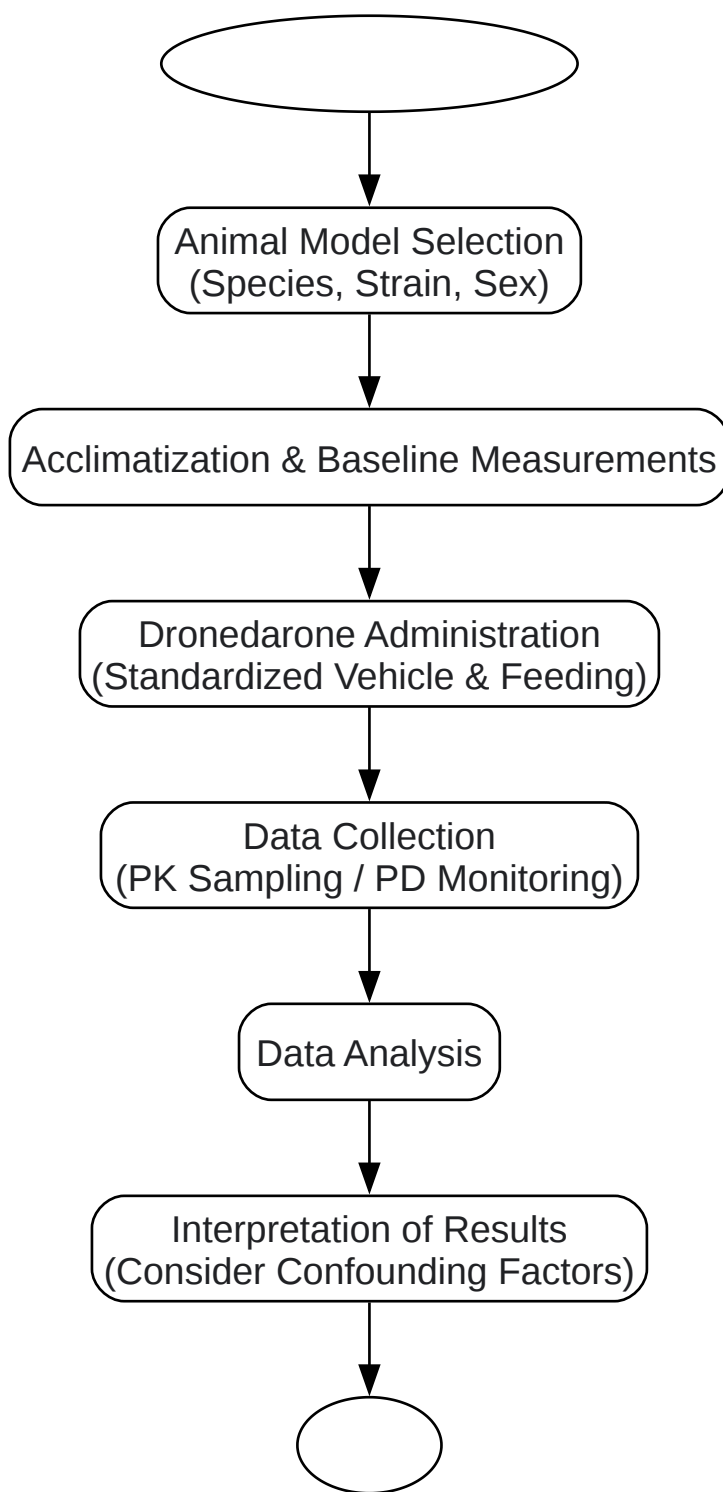 Animal Model Selection
(Species, Strain, Sex)
Acclimatization & Baseline Measurements
Dronedarone Administration
(Standardized Vehicle & Feeding)
Data Collection
(PK Sampling / PD Monitoring)
Data Analysis
Interpretation of Results
(Consider Confounding Factors)